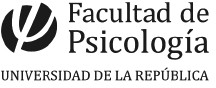 Facultad de
Psicología
UNIVERSIDAD DE LA REPÚBLICA